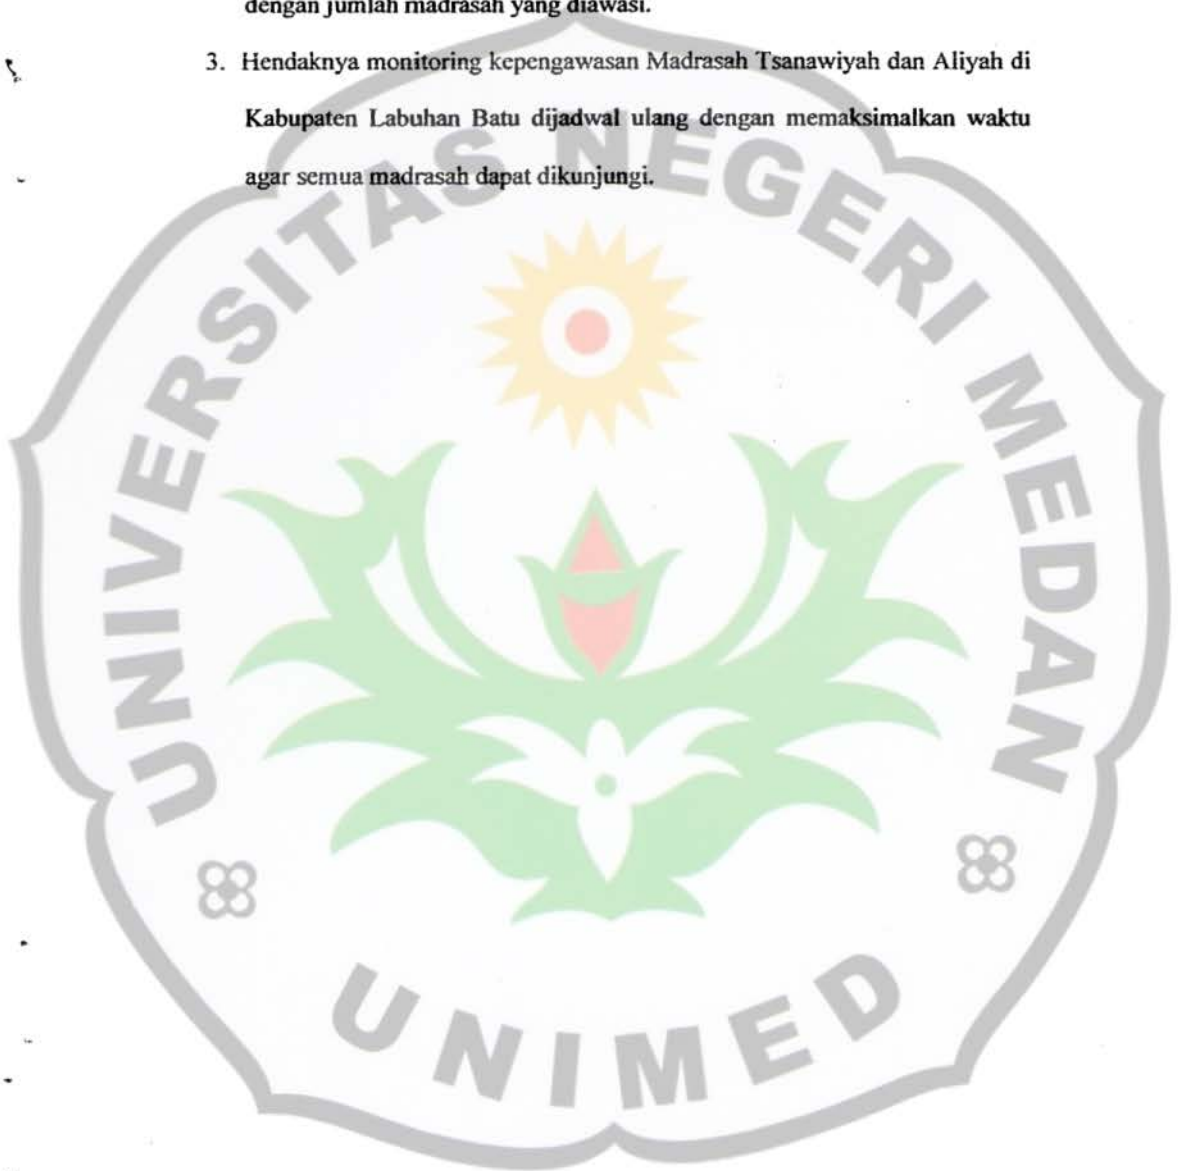 dengan jumlah madrasah yang diawasi.
3. Hendaknya monitoring kepengawasan Madrasah Tsanawiyah dan Aliyah di
Kabupaten Labuhan Batu dijadwal ulang dengan memaksimalkan waktu
agar semua madrasah dapat dikunjungi.
UNIVERSITAS NEGERI MEDAN
UNIMED